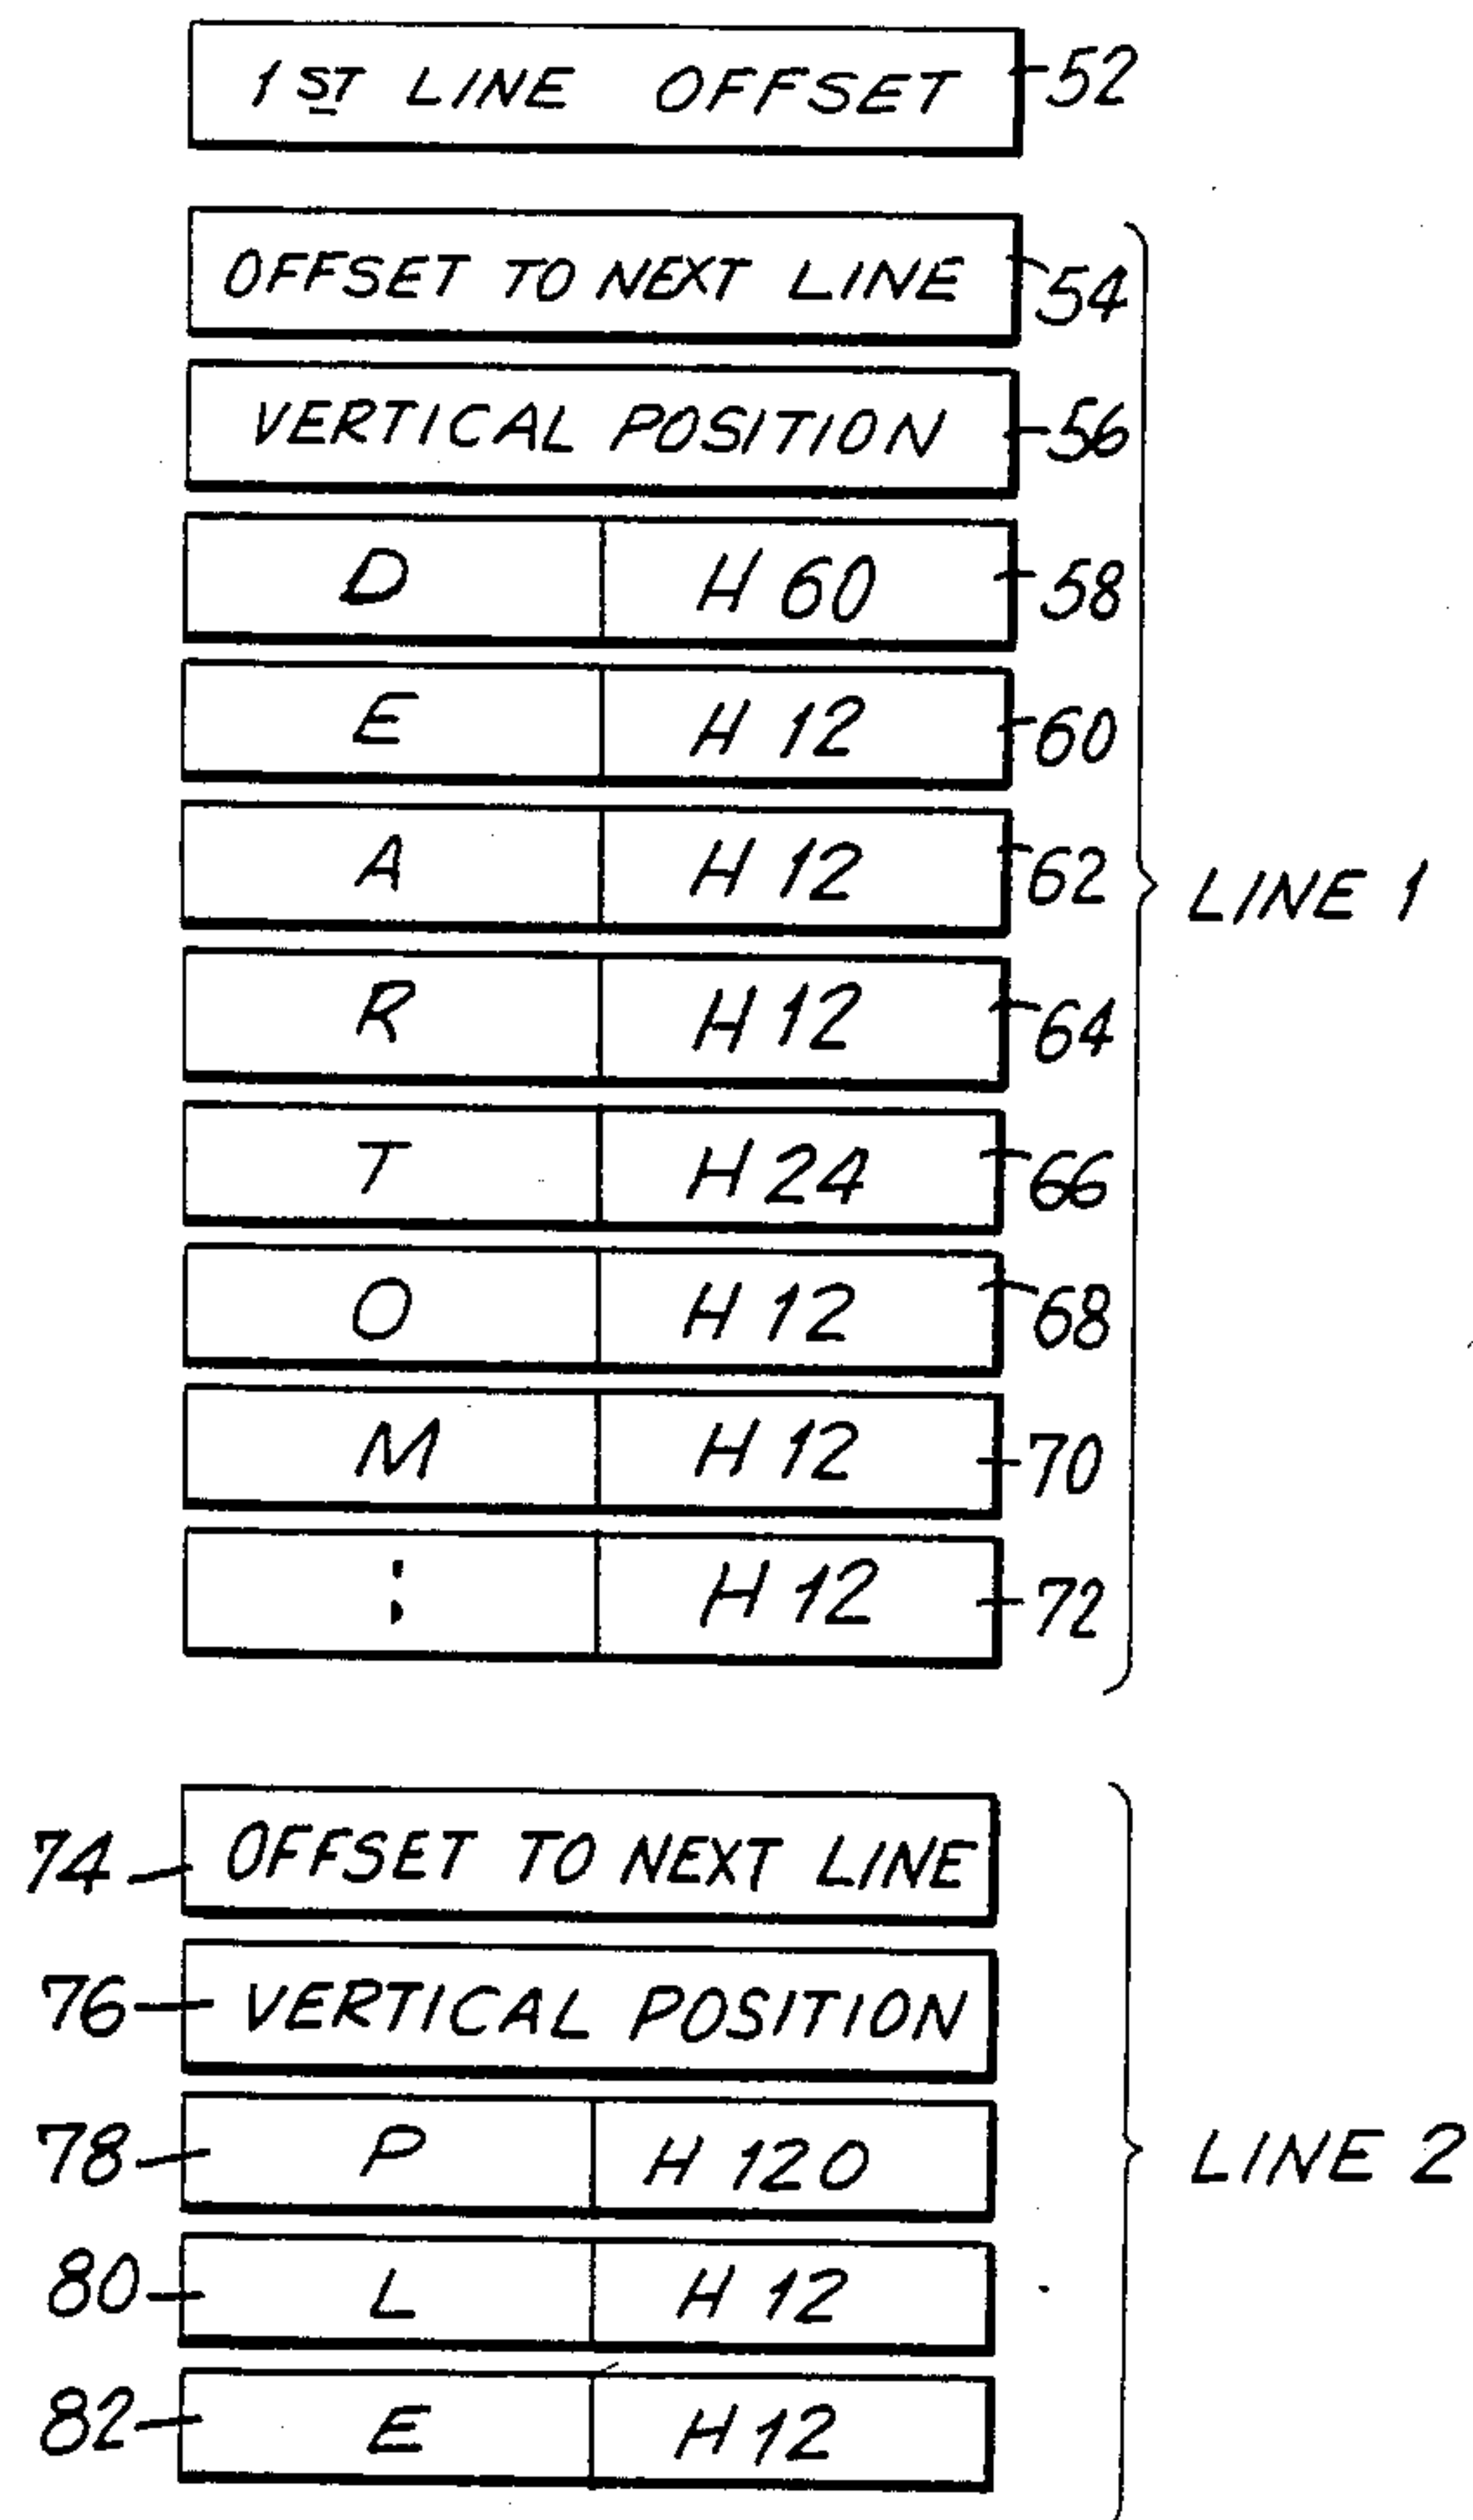 1ST LINE OFFSET 52
OFFSET TO NEXT LINE 54
VERTICAL POSITION 56
D H 60 58
E H 12 60
A H 12 62
LINE 1
R H 12 64
T H 24 66
O H 12 68
M H 12 70
: H 12 72
74 OFFSET TO NEXT LINE
76 VERTICAL POSITION
78 P H 120
LINE 2
80 L H 12
82 E H 12